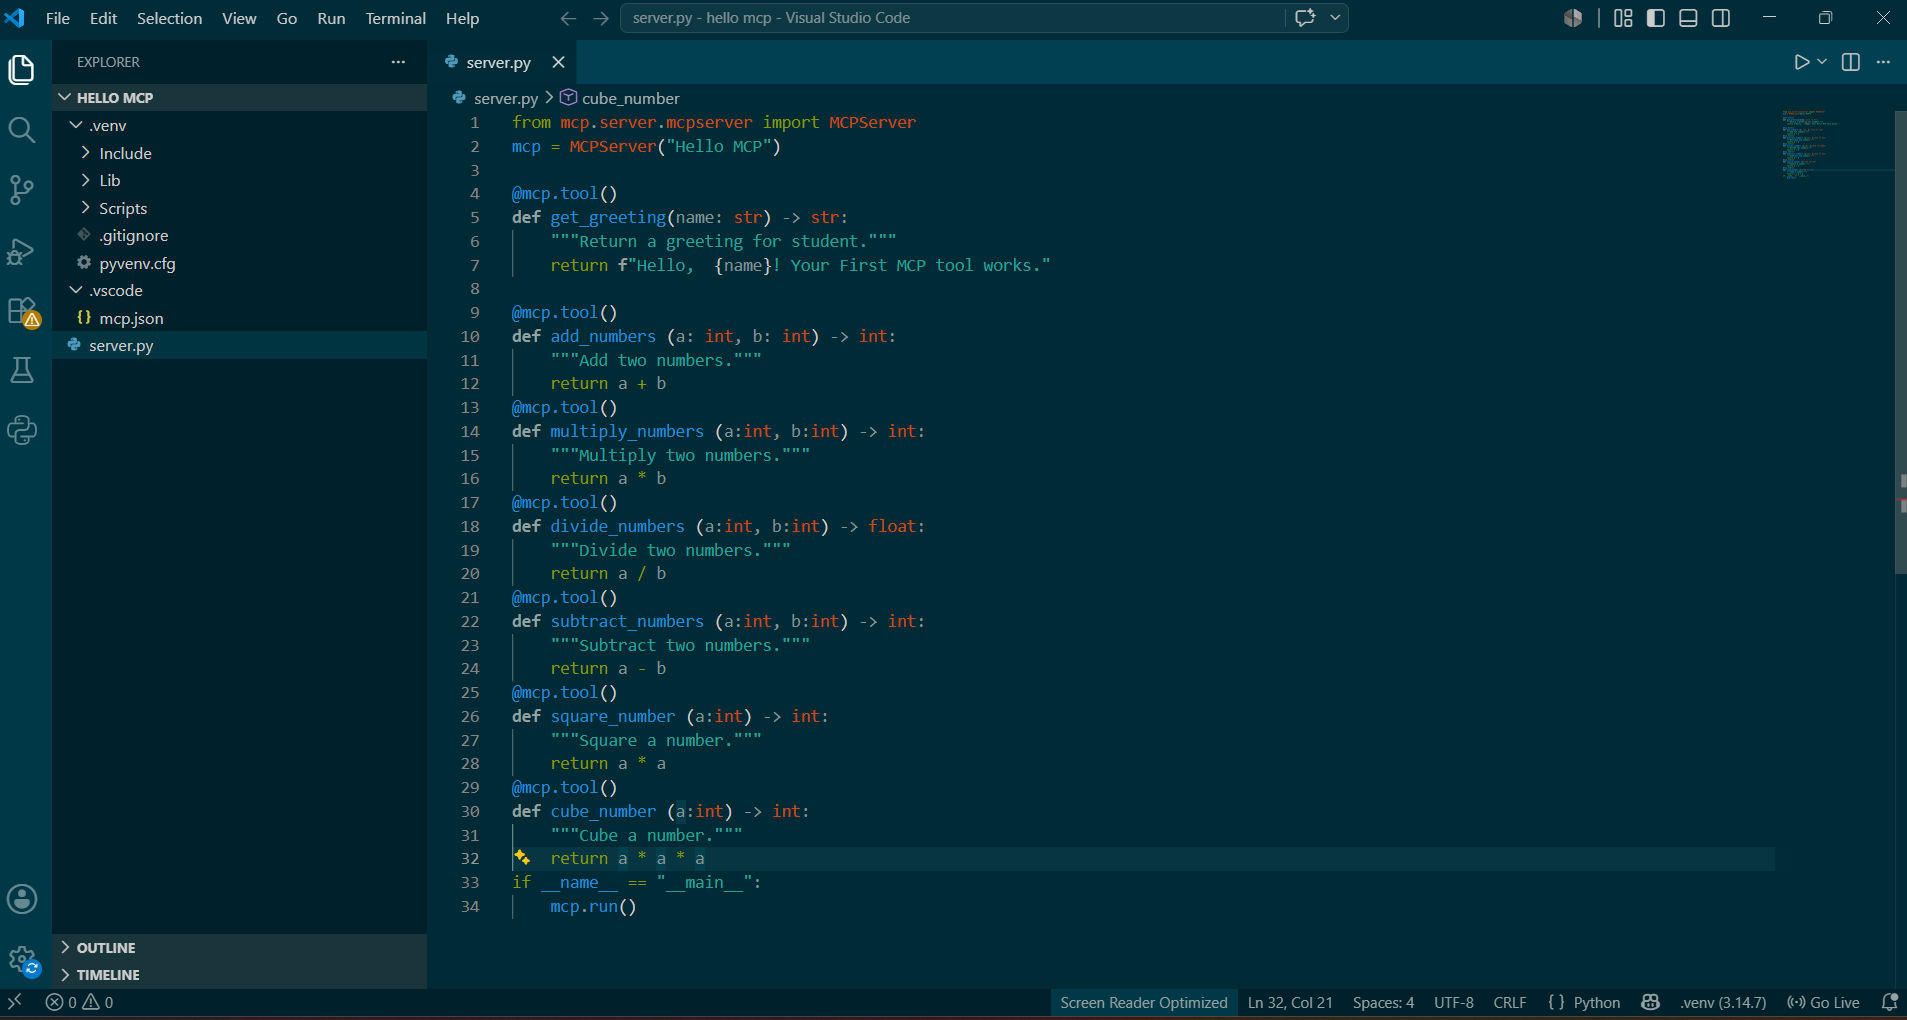 File Edit Selection View Go Run Terminal Help
server.py - hello mcp - Visual Studio Code
EXPLORER
HELLO MCP
.venv
Include
Lib
Scripts
.gitignore
pyvenv.cfg
.vscode
mcp.json
server.py
OUTLINE
TIMELINE
server.py
server.py > cube_number
1 from mcp.server.mcpserver import MCPServer
2 mcp = MCPServer("Hello MCP")
3
4 @mcp.tool()
5 def get_greeting(name: str) -> str:
6     """Return a greeting for student."""
7     return f"Hello,  {name}! Your First MCP tool works."
8
9 @mcp.tool()
10 def add_numbers (a: int, b: int) -> int:
11     """Add two numbers."""
12     return a + b
13 @mcp.tool()
14 def multiply_numbers (a:int, b:int) -> int:
15     """Multiply two numbers."""
16     return a * b
17 @mcp.tool()
18 def divide_numbers (a:int, b:int) -> float:
19     """Divide two numbers."""
20     return a / b
21 @mcp.tool()
22 def subtract_numbers (a:int, b:int) -> int:
23     """Subtract two numbers."""
24     return a - b
25 @mcp.tool()
26 def square_number (a:int) -> int:
27     """Square a number."""
28     return a * a
29 @mcp.tool()
30 def cube_number (a:int) -> int:
31     """Cube a number."""
32     return a * a * a
33 if __name__ == "__main__":
34     mcp.run()
0 0 Screen Reader Optimized Ln 32, Col 21 Spaces: 4 UTF-8 CRLF {} Python .venv (3.14.7) Go Live